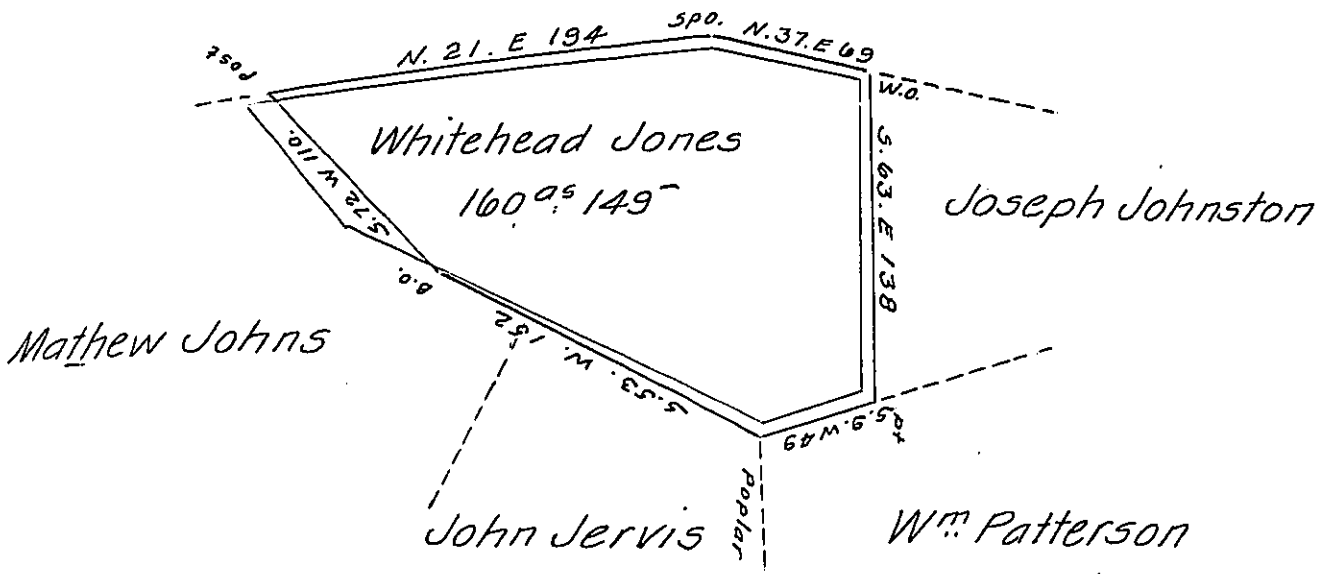 Spo.
N. 21. E 194
N. 37. E 69
Post
W.O.
Whitehead Jones
160 as 149-
S. 72 W 110.
S. 63. E 138
Joseph Johnston
B.O.
Mathew Johns
S. 53. W. 152
S. 9. W 49
Poplar
John Jervis
Wm Patterson